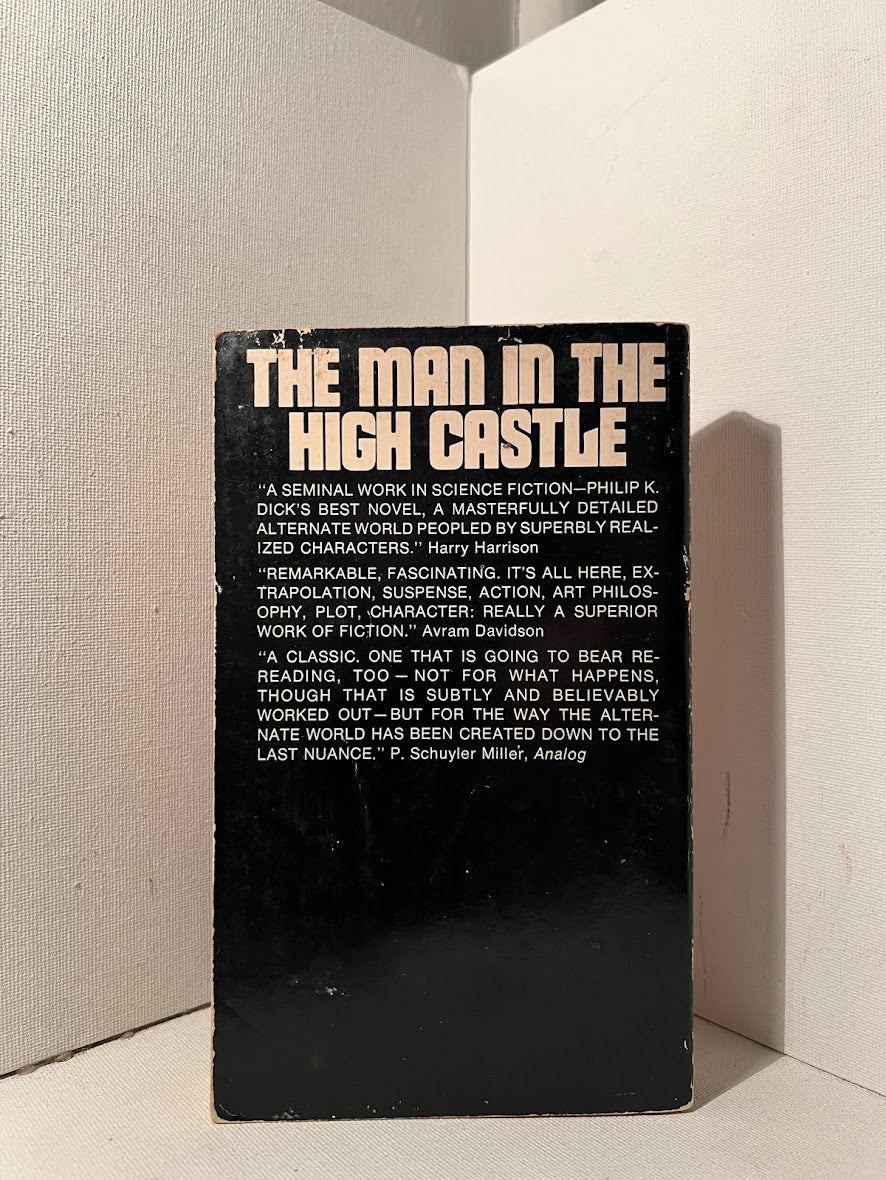 THE MAN IN THE
HIGH CASTLE
"A SEMINAL WORK IN SCIENCE FICTION—PHILIP K.
DICK'S BEST NOVEL, A MASTERFULLY DETAILED
ALTERNATE WORLD PEOPLED BY SUPERBLY REAL-
IZED CHARACTERS." Harry Harrison
"REMARKABLE, FASCINATING. IT'S ALL HERE, EX-
TRAPOLATION, SUSPENSE, ACTION, ART PHILOS-
OPHY, PLOT, CHARACTER: REALLY A SUPERIOR
WORK OF FICTION." Avram Davidson
"A CLASSIC. ONE THAT IS GOING TO BEAR RE-
READING, TOO — NOT FOR WHAT HAPPENS,
THOUGH THAT IS SUBTLY AND BELIEVABLY
WORKED OUT—BUT FOR THE WAY THE ALTER-
NATE WORLD HAS BEEN CREATED DOWN TO THE
LAST NUANCE." P. Schuyler Miller, Analog